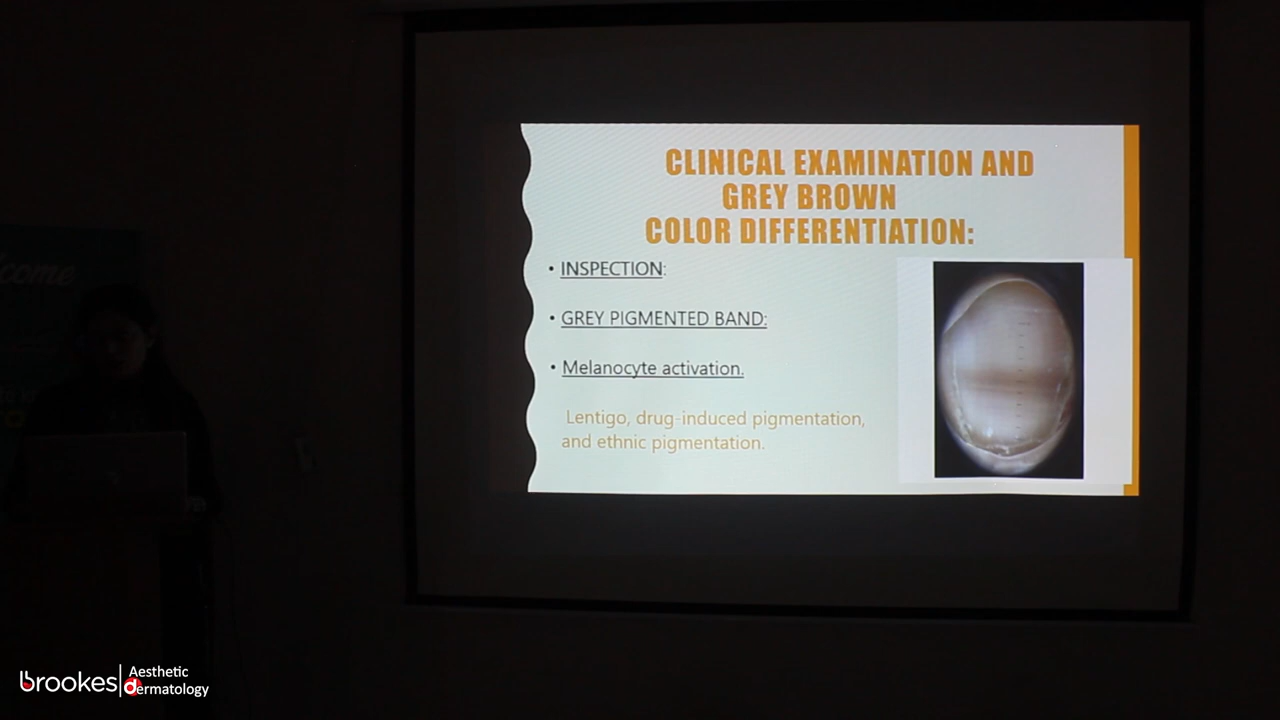 CLINICAL EXAMINATION AND
GREY BROWN
COLOR DIFFERENTIATION:
• INSPECTION:
• GREY PIGMENTED BAND:
• Melanocyte activation.
Lentigo, drug-induced pigmentation,
and ethnic pigmentation.
brookes
Aesthetic
dermatology